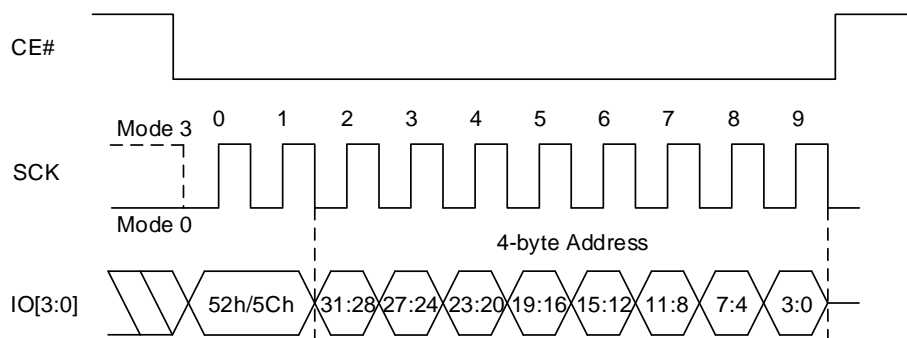 CE#
0 1 2 3 4 5 6 7 8 9
Mode 3
SCK
Mode 0
4-byte Address
IO[3:0] 52h/5Ch 31:28 27:24 23:20 19:16 15:12 11:8 7:4 3:0